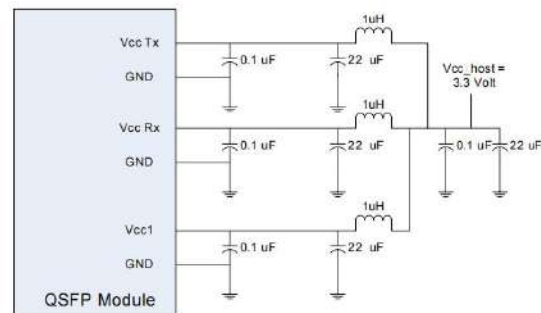 1uH
Vcc Tx
0.1 uF
22 uF
GND
Vcc_host =
3.3 Volt
1uH
Vcc Rx
0.1 uF
22 uF
0.1 uF
22 uF
GND
1uH
Vcc1
0.1 uF
22 uF
GND
QSFP Module